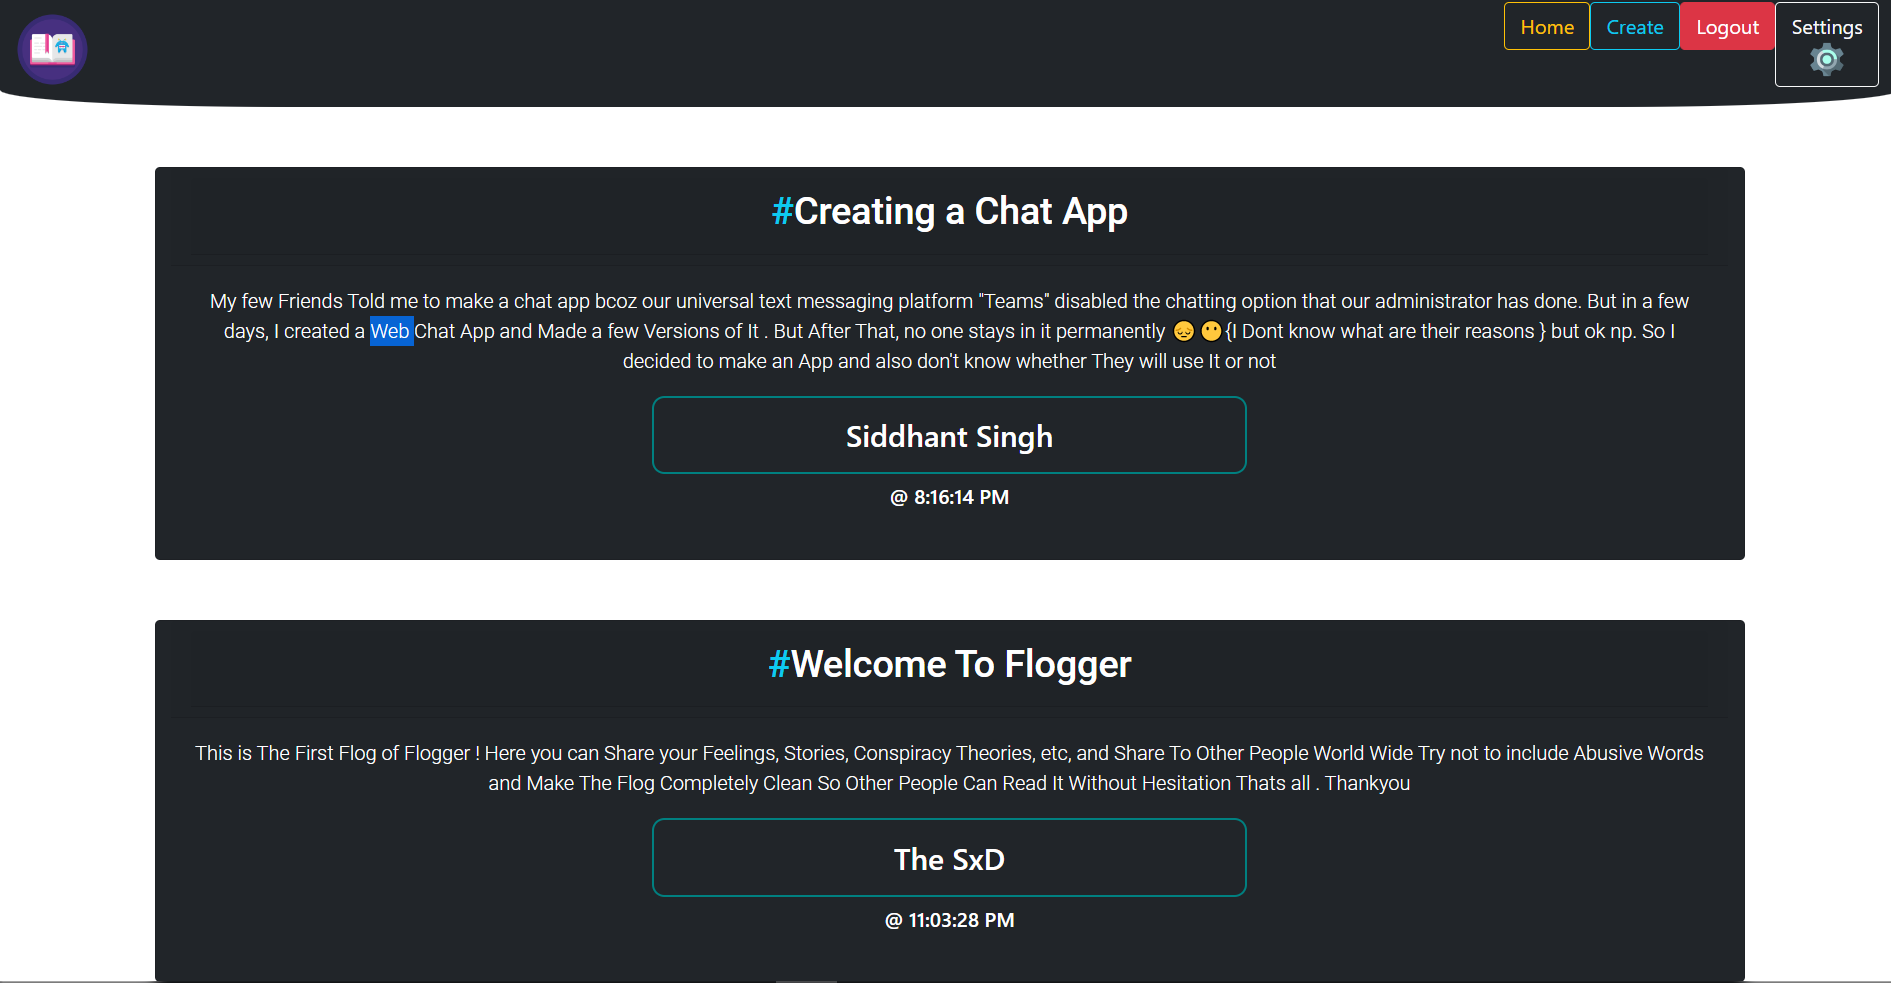 Home Create Logout Settings
#Creating a Chat App
My few Friends Told me to make a chat app bcoz our universal text messaging platform "Teams" disabled the chatting option that our administrator has done. But in a few
days, I created a Web Chat App and Made a few Versions of It . But After That, no one stays in it permanently 😔😶{I Dont know what are their reasons } but ok np. So I
decided to make an App and also don't know whether They will use It or not
Siddhant Singh
@ 8:16:14 PM
#Welcome To Flogger
This is The First Flog of Flogger ! Here you can Share your Feelings, Stories, Conspiracy Theories, etc, and Share To Other People World Wide Try not to include Abusive Words
and Make The Flog Completely Clean So Other People Can Read It Without Hesitation Thats all . Thankyou
The SxD
@ 11:03:28 PM